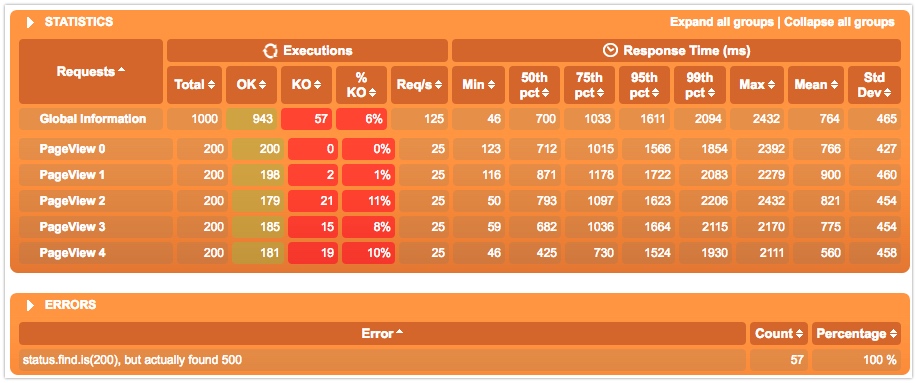 STATISTICS Expand all groups | Collapse all groups
Requests Executions Response Time (ms)
Total OK KO % KO Req/s Min 50th pct 75th pct 95th pct 99th pct Max Mean Std Dev
Global Information 1000 943 57 6% 125 46 700 1033 1611 2094 2432 764 465
PageView 0 200 200 0 0% 25 123 712 1015 1566 1854 2392 766 427
PageView 1 200 198 2 1% 25 116 871 1178 1722 2083 2279 900 460
PageView 2 200 179 21 11% 25 50 793 1097 1623 2206 2432 821 454
PageView 3 200 185 15 8% 25 59 682 1036 1664 2115 2170 775 454
PageView 4 200 181 19 10% 25 46 425 730 1524 1930 2111 560 458
ERRORS
Error Count Percentage
status.find.is(200), but actually found 500 57 100 %